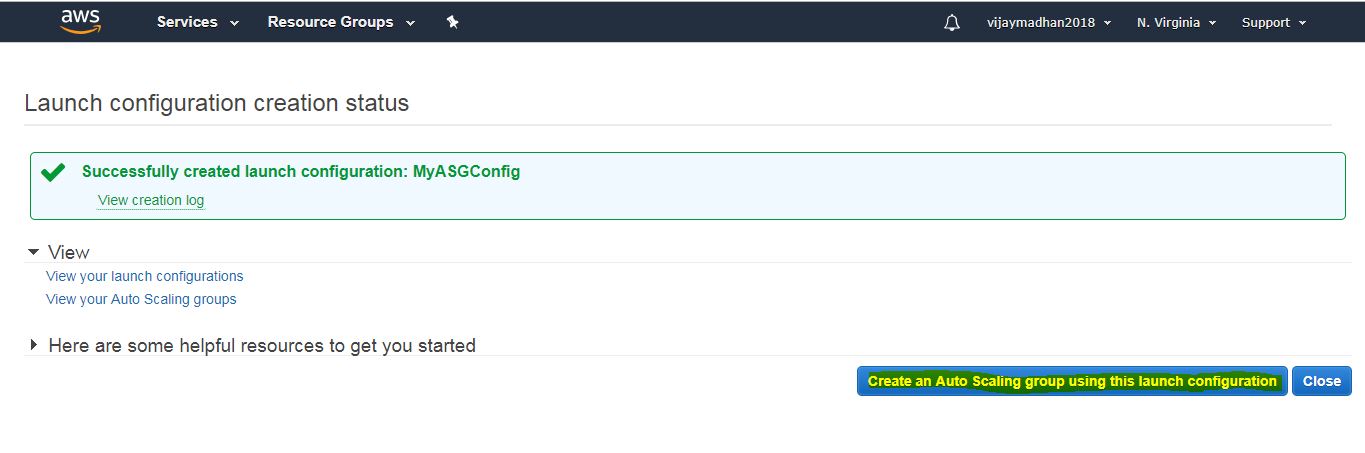 aws Services Resource Groups vijaymadhan2018 N. Virginia Support
Launch configuration creation status
Successfully created launch configuration: MyASGConfig
View creation log
View
View your launch configurations
View your Auto Scaling groups
Here are some helpful resources to get you started
Create an Auto Scaling group using this launch configuration Close